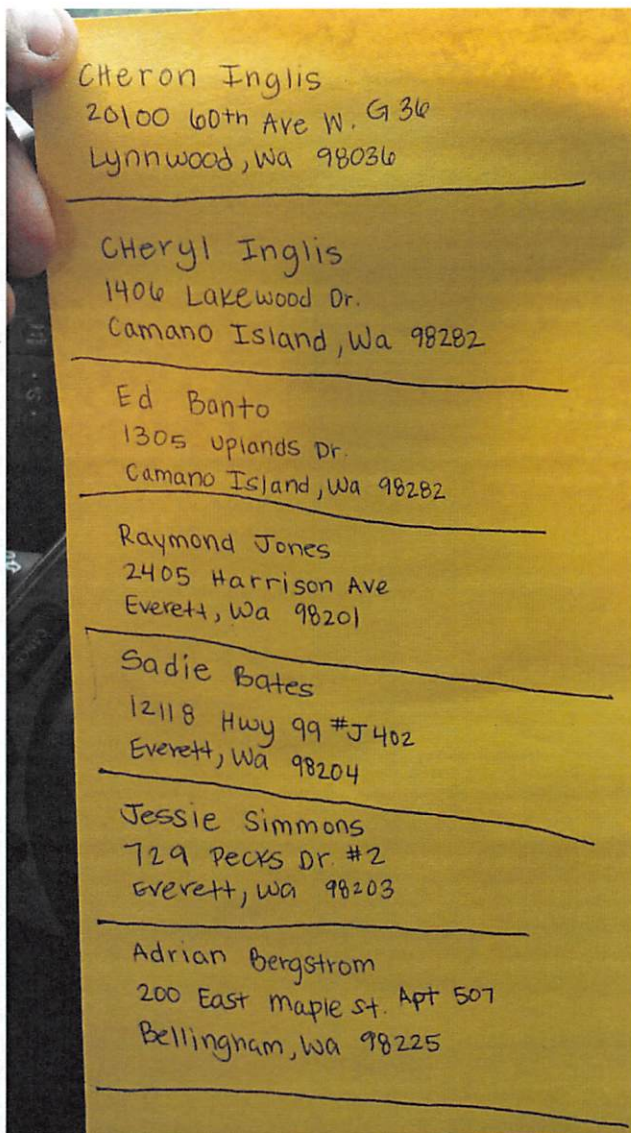 CHeron Inglis
20100 60th Ave W. G 36
Lynnwood, Wa 98036
CHeryl Inglis
1406 Lakewood Dr.
Camano Island, Wa 98282
Ed Banto
1305 Uplands Dr.
Camano Island, Wa 98282
Raymond Jones
2405 Harrison Ave
Everett, Wa 98201
Sadie Bates
12118 Hwy 99 #J402
Everett, Wa 98204
Jessie Simmons
729 Pecks Dr. #2
Everett, Wa 98203
Adrian Bergstrom
200 East Maple St. Apt 507
Bellingham, Wa 98225